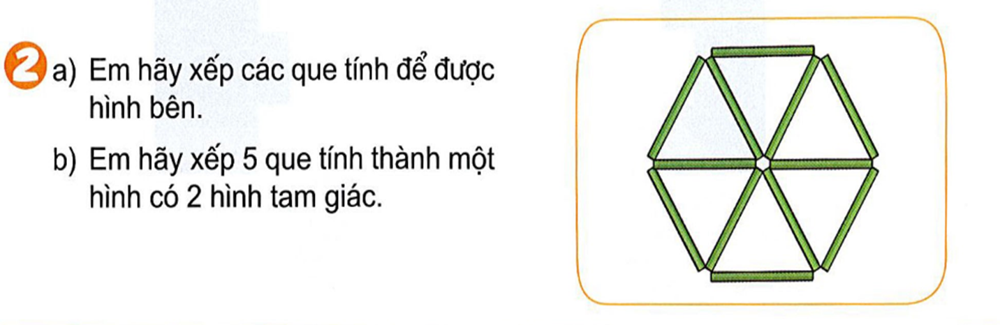 2 a) Em hãy xếp các que tính để được
hình bên.
b) Em hãy xếp 5 que tính thành một
hình có 2 hình tam giác.